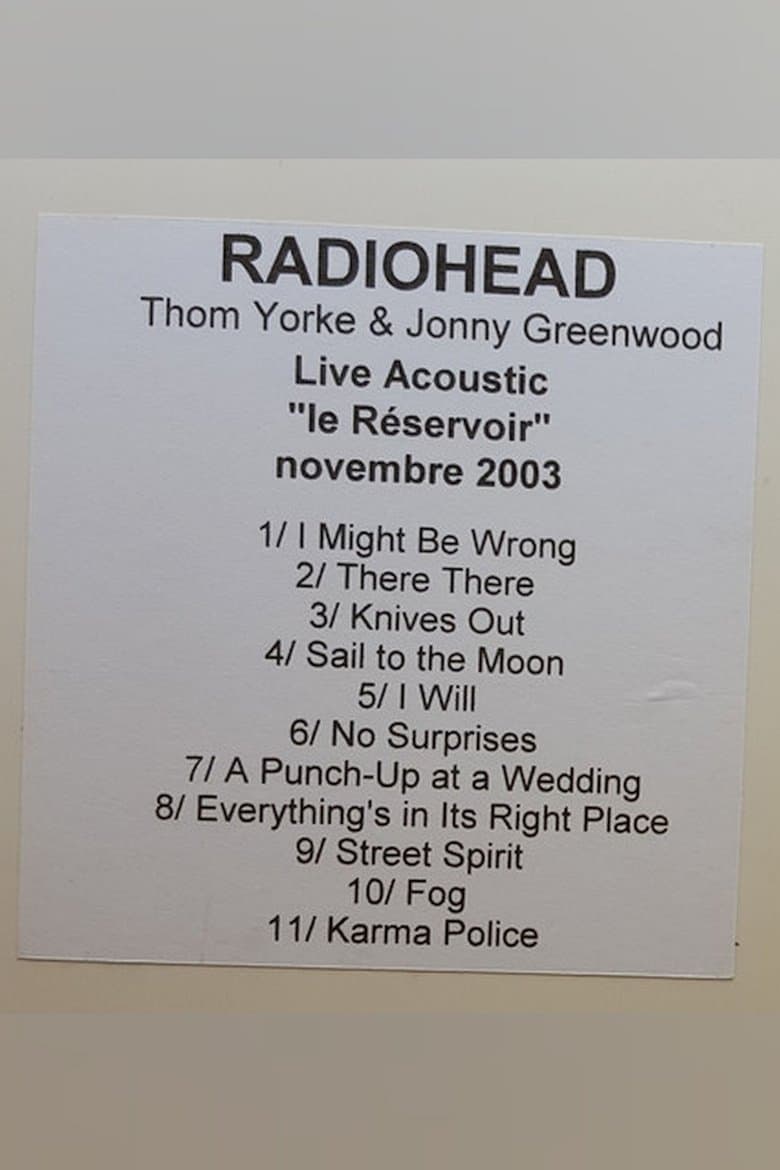 RADIOHEAD
Thom Yorke & Jonny Greenwood
Live Acoustic
"le Réservoir"
novembre 2003
1/ I Might Be Wrong
2/ There There
3/ Knives Out
4/ Sail to the Moon
5/ I Will
6/ No Surprises
7/ A Punch-Up at a Wedding
8/ Everything's in Its Right Place
9/ Street Spirit
10/ Fog
11/ Karma Police